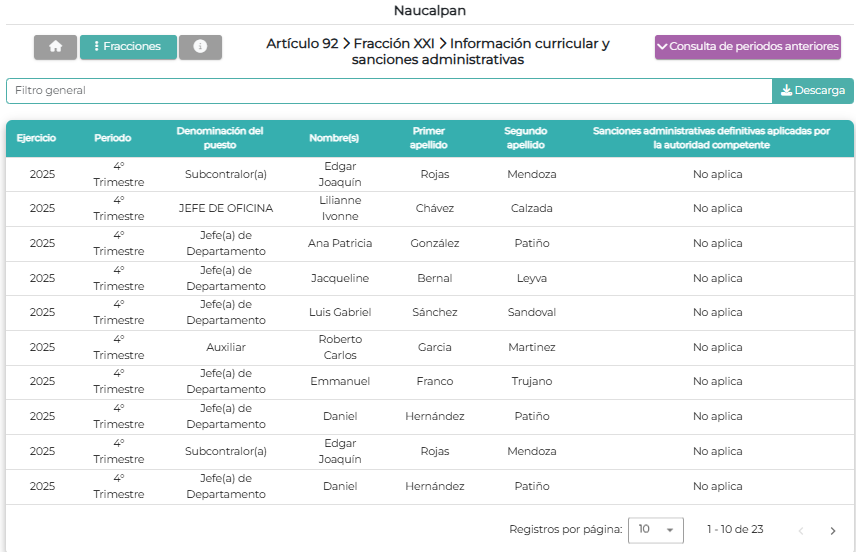 Naucalpan
Fracciones
Artículo 92 > Fracción XXI > Información curricular y
sanciones administrativas
Consulta de periodos anteriores
Filtro general
Descarga
Ejercicio Periodo Denominación del puesto Nombre(s) Primer apellido Segundo apellido Sanciones administrativas definitivas aplicadas por la autoridad competente
2025 4° Trimestre Subcontralor(a) Edgar Joaquín Rojas Mendoza No aplica
2025 4° Trimestre JEFE DE OFICINA Lilianne Ivonne Chávez Calzada No aplica
2025 4° Trimestre Jefe(a) de Departamento Ana Patricia González Patiño No aplica
2025 4° Trimestre Jefe(a) de Departamento Jacqueline Bernal Leyva No aplica
2025 4° Trimestre Jefe(a) de Departamento Luis Gabriel Sánchez Sandoval No aplica
2025 4° Trimestre Auxiliar Roberto Carlos Garcia Martinez No aplica
2025 4° Trimestre Jefe(a) de Departamento Emmanuel Franco Trujano No aplica
2025 4° Trimestre Jefe(a) de Departamento Daniel Hernández Patiño No aplica
2025 4° Trimestre Subcontralor(a) Edgar Joaquín Rojas Mendoza No aplica
2025 4° Trimestre Jefe(a) de Departamento Daniel Hernández Patiño No aplica
Registros por página: 10 1 - 10 de 23